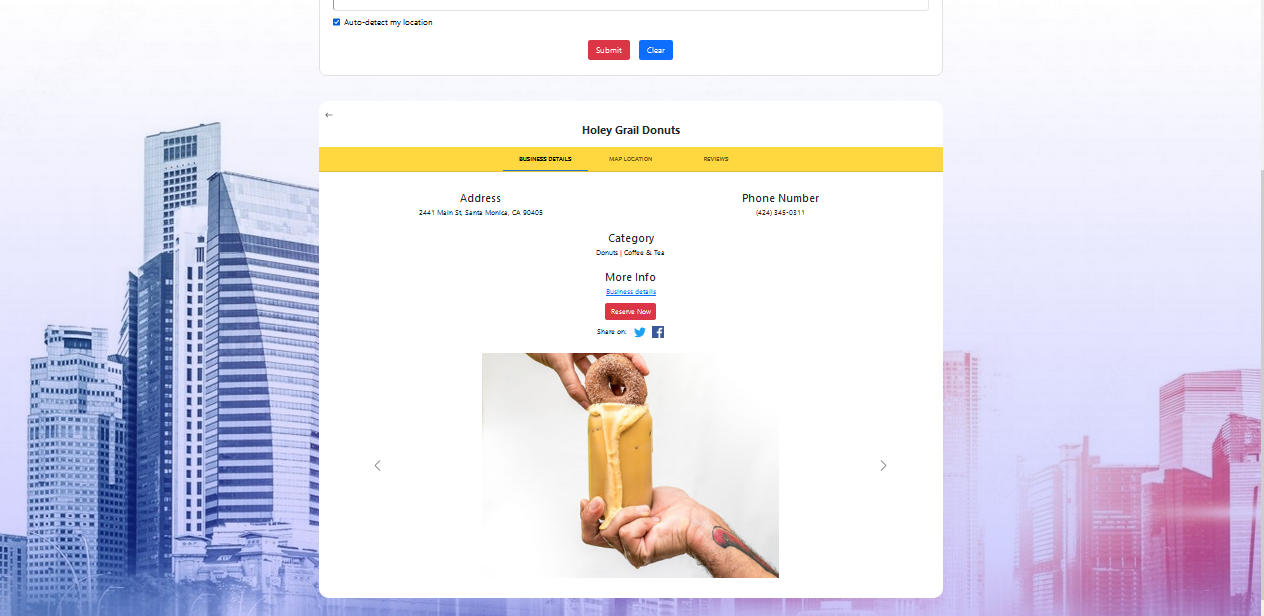 Auto-detect my location
Submit Clear
←
Holey Grail Donuts
BUSINESS DETAILS MAP LOCATION REVIEWS
Address Phone Number
2441 Main St, Santa Monica, CA 90405 (424) 345-0311
Category
Donuts | Coffee & Tea
More Info
Business details
Reserve Now
Share on: